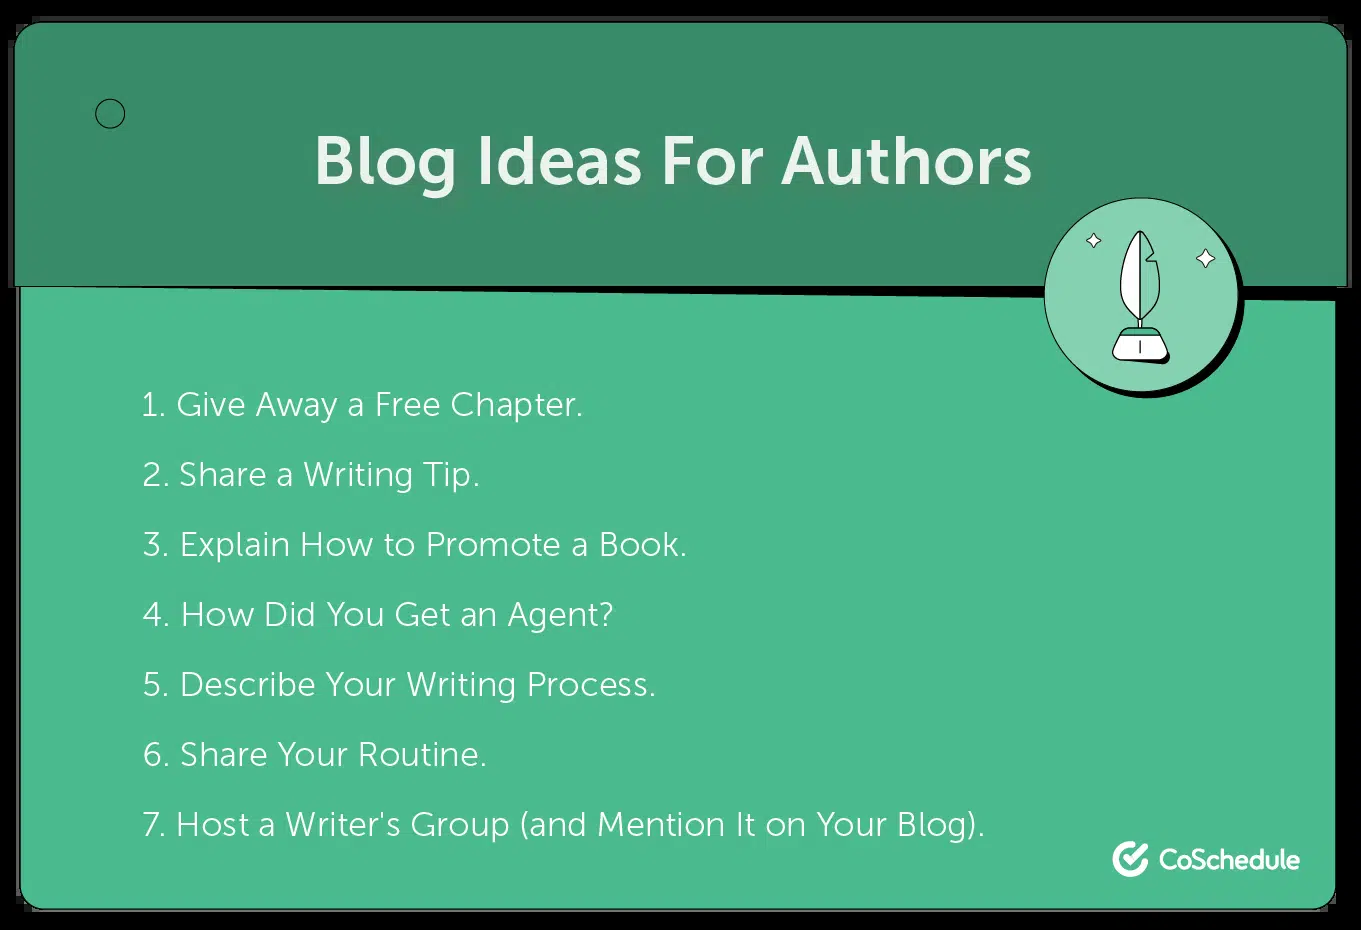 Blog Ideas For Authors
1. Give Away a Free Chapter.
2. Share a Writing Tip.
3. Explain How to Promote a Book.
4. How Did You Get an Agent?
5. Describe Your Writing Process.
6. Share Your Routine.
7. Host a Writer's Group (and Mention It on Your Blog).
CoSchedule